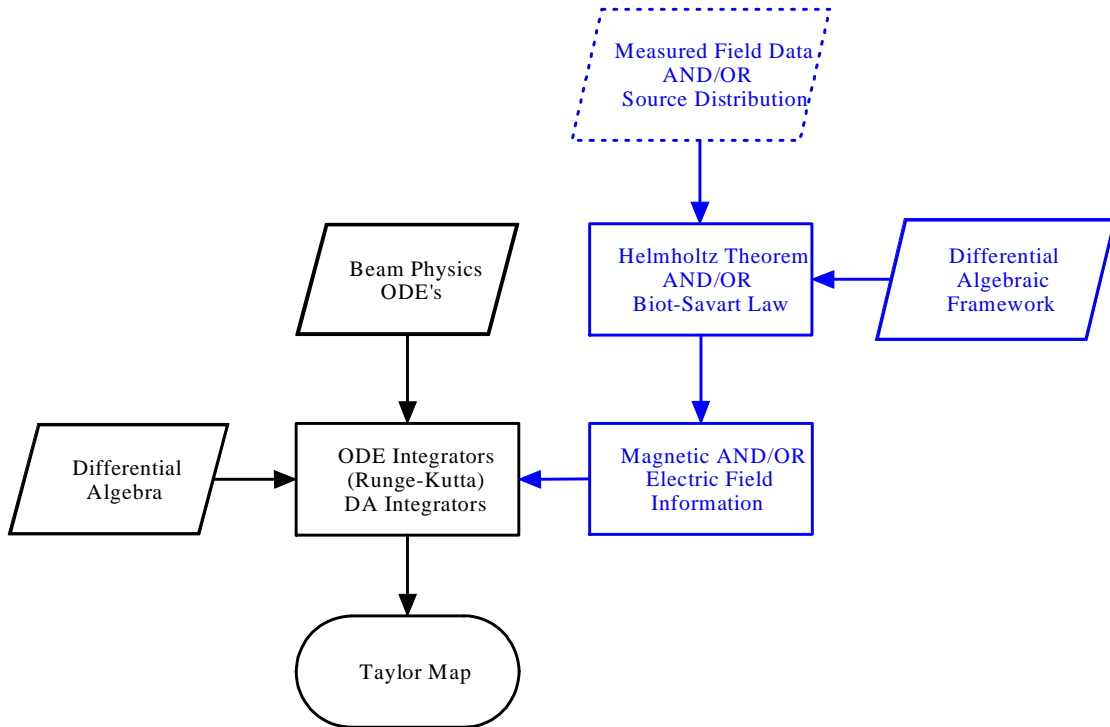 Measured Field Data
AND/OR
Source Distribution
Helmholtz Theorem
AND/OR
Biot-Savart Law
Differential
Algebraic
Framework
Beam Physics
ODE's
Differential
Algebra
ODE Integrators
(Runge-Kutta)
DA Integrators
Magnetic AND/OR
Electric Field
Information
Taylor Map